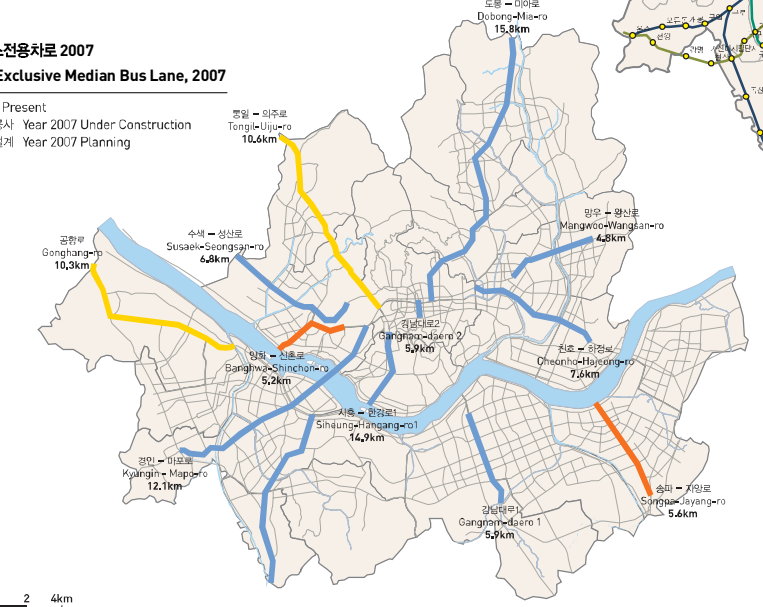 도봉 – 미아로
Dobong-Mia-ro
15.8km
전용차로 2007
Exclusive Median Bus Lane, 2007
Present
Year 2007 Under Construction
Year 2007 Planning
통일 – 의주로
Tongil-Uiju-ro
10.6km
수색 – 성산로
Susaek-Seongsan-ro
6.8km
망우 – 왕산로
Mangwoo-Wangsan-ro
4.8km
공항로
Gonghang-ro
10.3km
강남대로2
Gangnam-daero 2
5.9km
양화 – 신촌로
Banghwa-Shinchon-ro
5.2km
천호 – 하정로
Cheonho-Hajeong-ro
7.6km
시흥 – 한강로1
Siheung-Hangang-ro1
14.9km
경인 – 마포로
Kyungin – Mapo-ro
12.1km
강남대로1
Gangnam-daero 1
5.9km
송파 – 자양로
Songpa-Jayang-ro
5.6km
2 4km